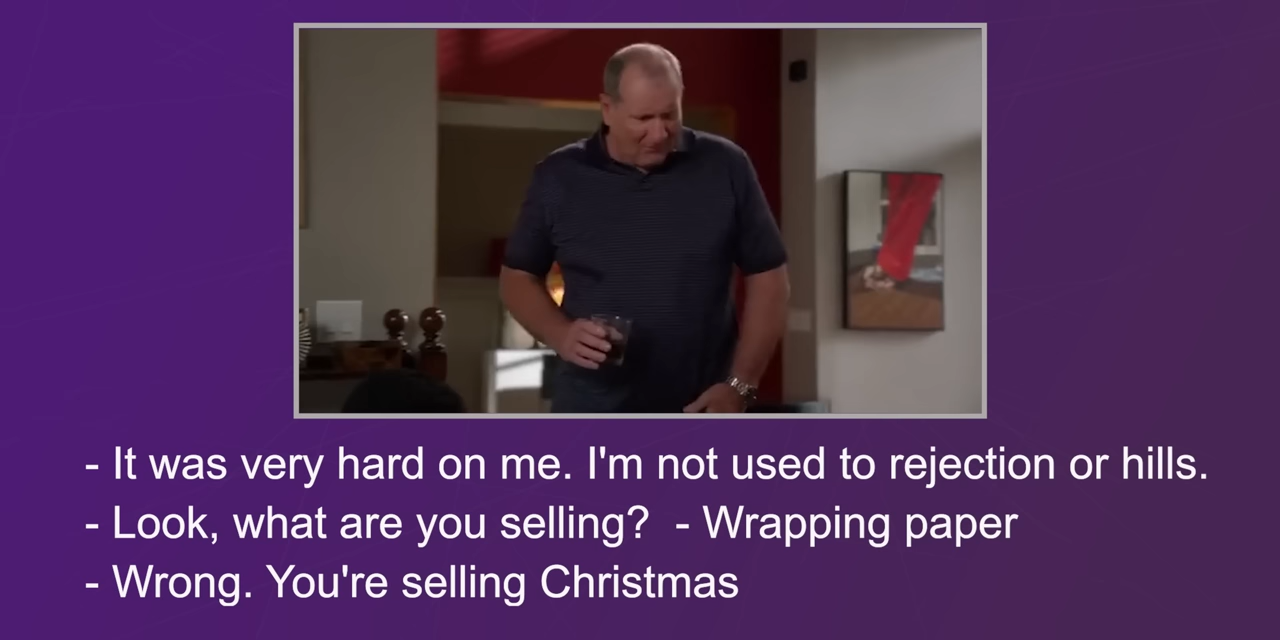 - It was very hard on me. I'm not used to rejection or hills.
- Look, what are you selling?  - Wrapping paper
- Wrong. You're selling Christmas